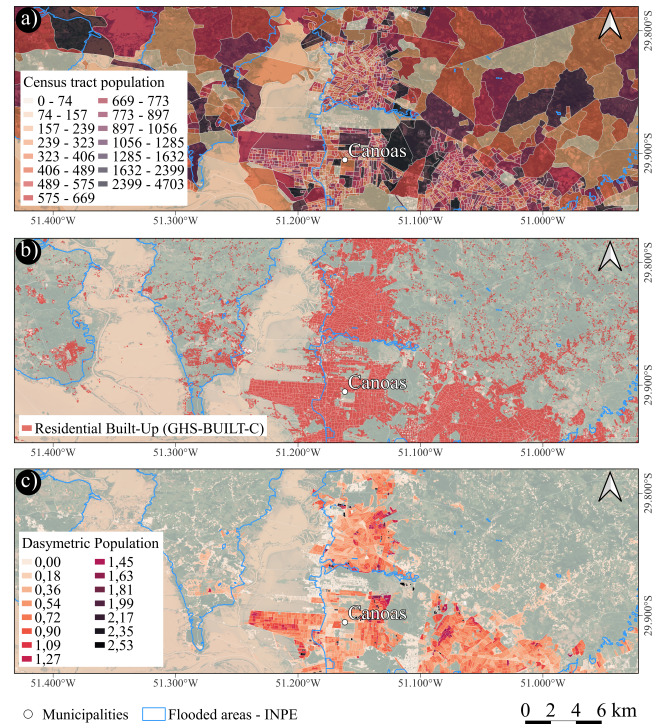 a)
29.800°S
Census tract population
0 - 74
669 - 773
74 - 157
773 - 897
157 - 239
897 - 1056
239 - 323
1056 - 1285
323 - 406
1285 - 1632
406 - 489
1632 - 2399
489 - 575
2399 - 4703
575 - 669
Canoas
29.900°S
51.400°W 51.300°W 51.200°W 51.100°W 51.000°W
b)
29.800°S
Canoas
29.900°S
Residential Built-Up (GHS-BUILT-C)
51.400°W 51.300°W 51.200°W 51.100°W 51.000°W
c)
29.800°S
Dasymetric Population
0,00 1,45
0,18 1,63
0,36 1,81
0,54 1,99
0,72 2,17
0,90 2,35
1,09 2,53
1,27
Canoas
29.900°S
51.400°W 51.300°W 51.200°W 51.100°W 51.000°W
Municipalities Flooded areas - INPE 0 2 4 6 km